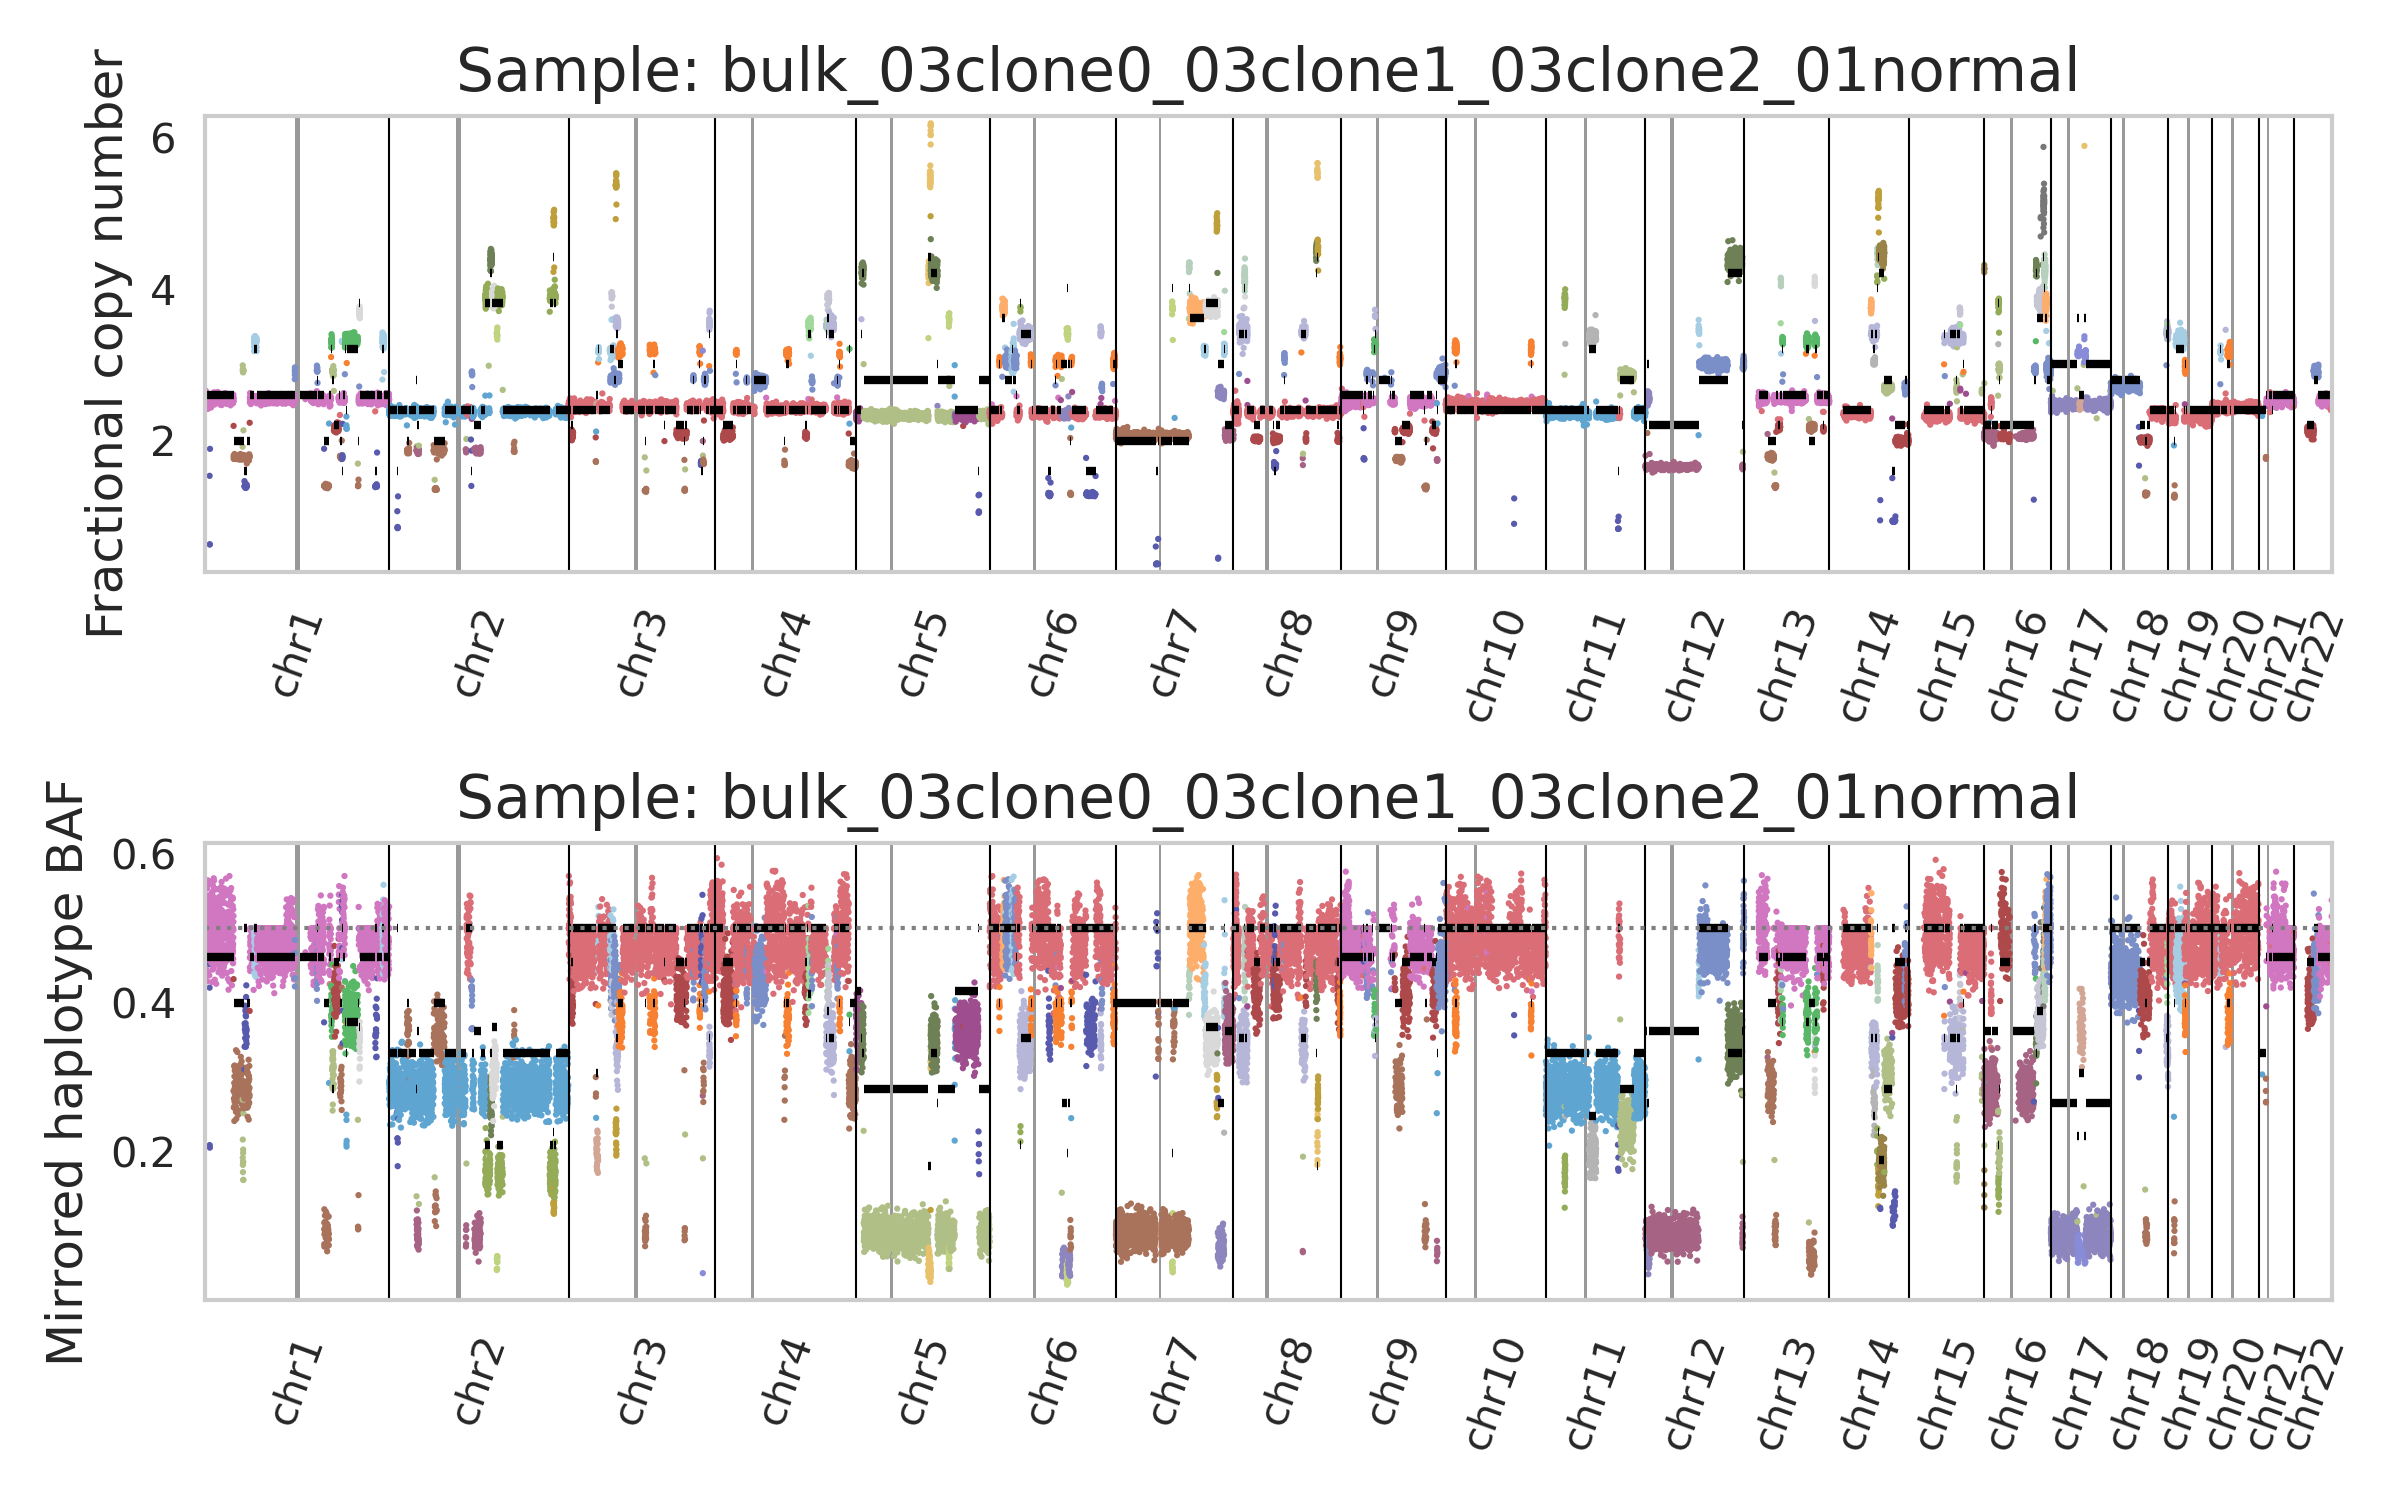 Sample: bulk_03clone0_03clone1_03clone2_01normal
Fractional copy number
6
4
2
chr1
chr2
chr3
chr4
chr5
chr6
chr7
chr8
chr9
chr10
chr11
chr12
chr13
chr14
chr15
chr16
chr17
chr18
chr19
chr20
chr21
chr22
Sample: bulk_03clone0_03clone1_03clone2_01normal
Mirrored haplotype BAF
0.6
0.4
0.2
chr1
chr2
chr3
chr4
chr5
chr6
chr7
chr8
chr9
chr10
chr11
chr12
chr13
chr14
chr15
chr16
chr17
chr18
chr19
chr20
chr21
chr22